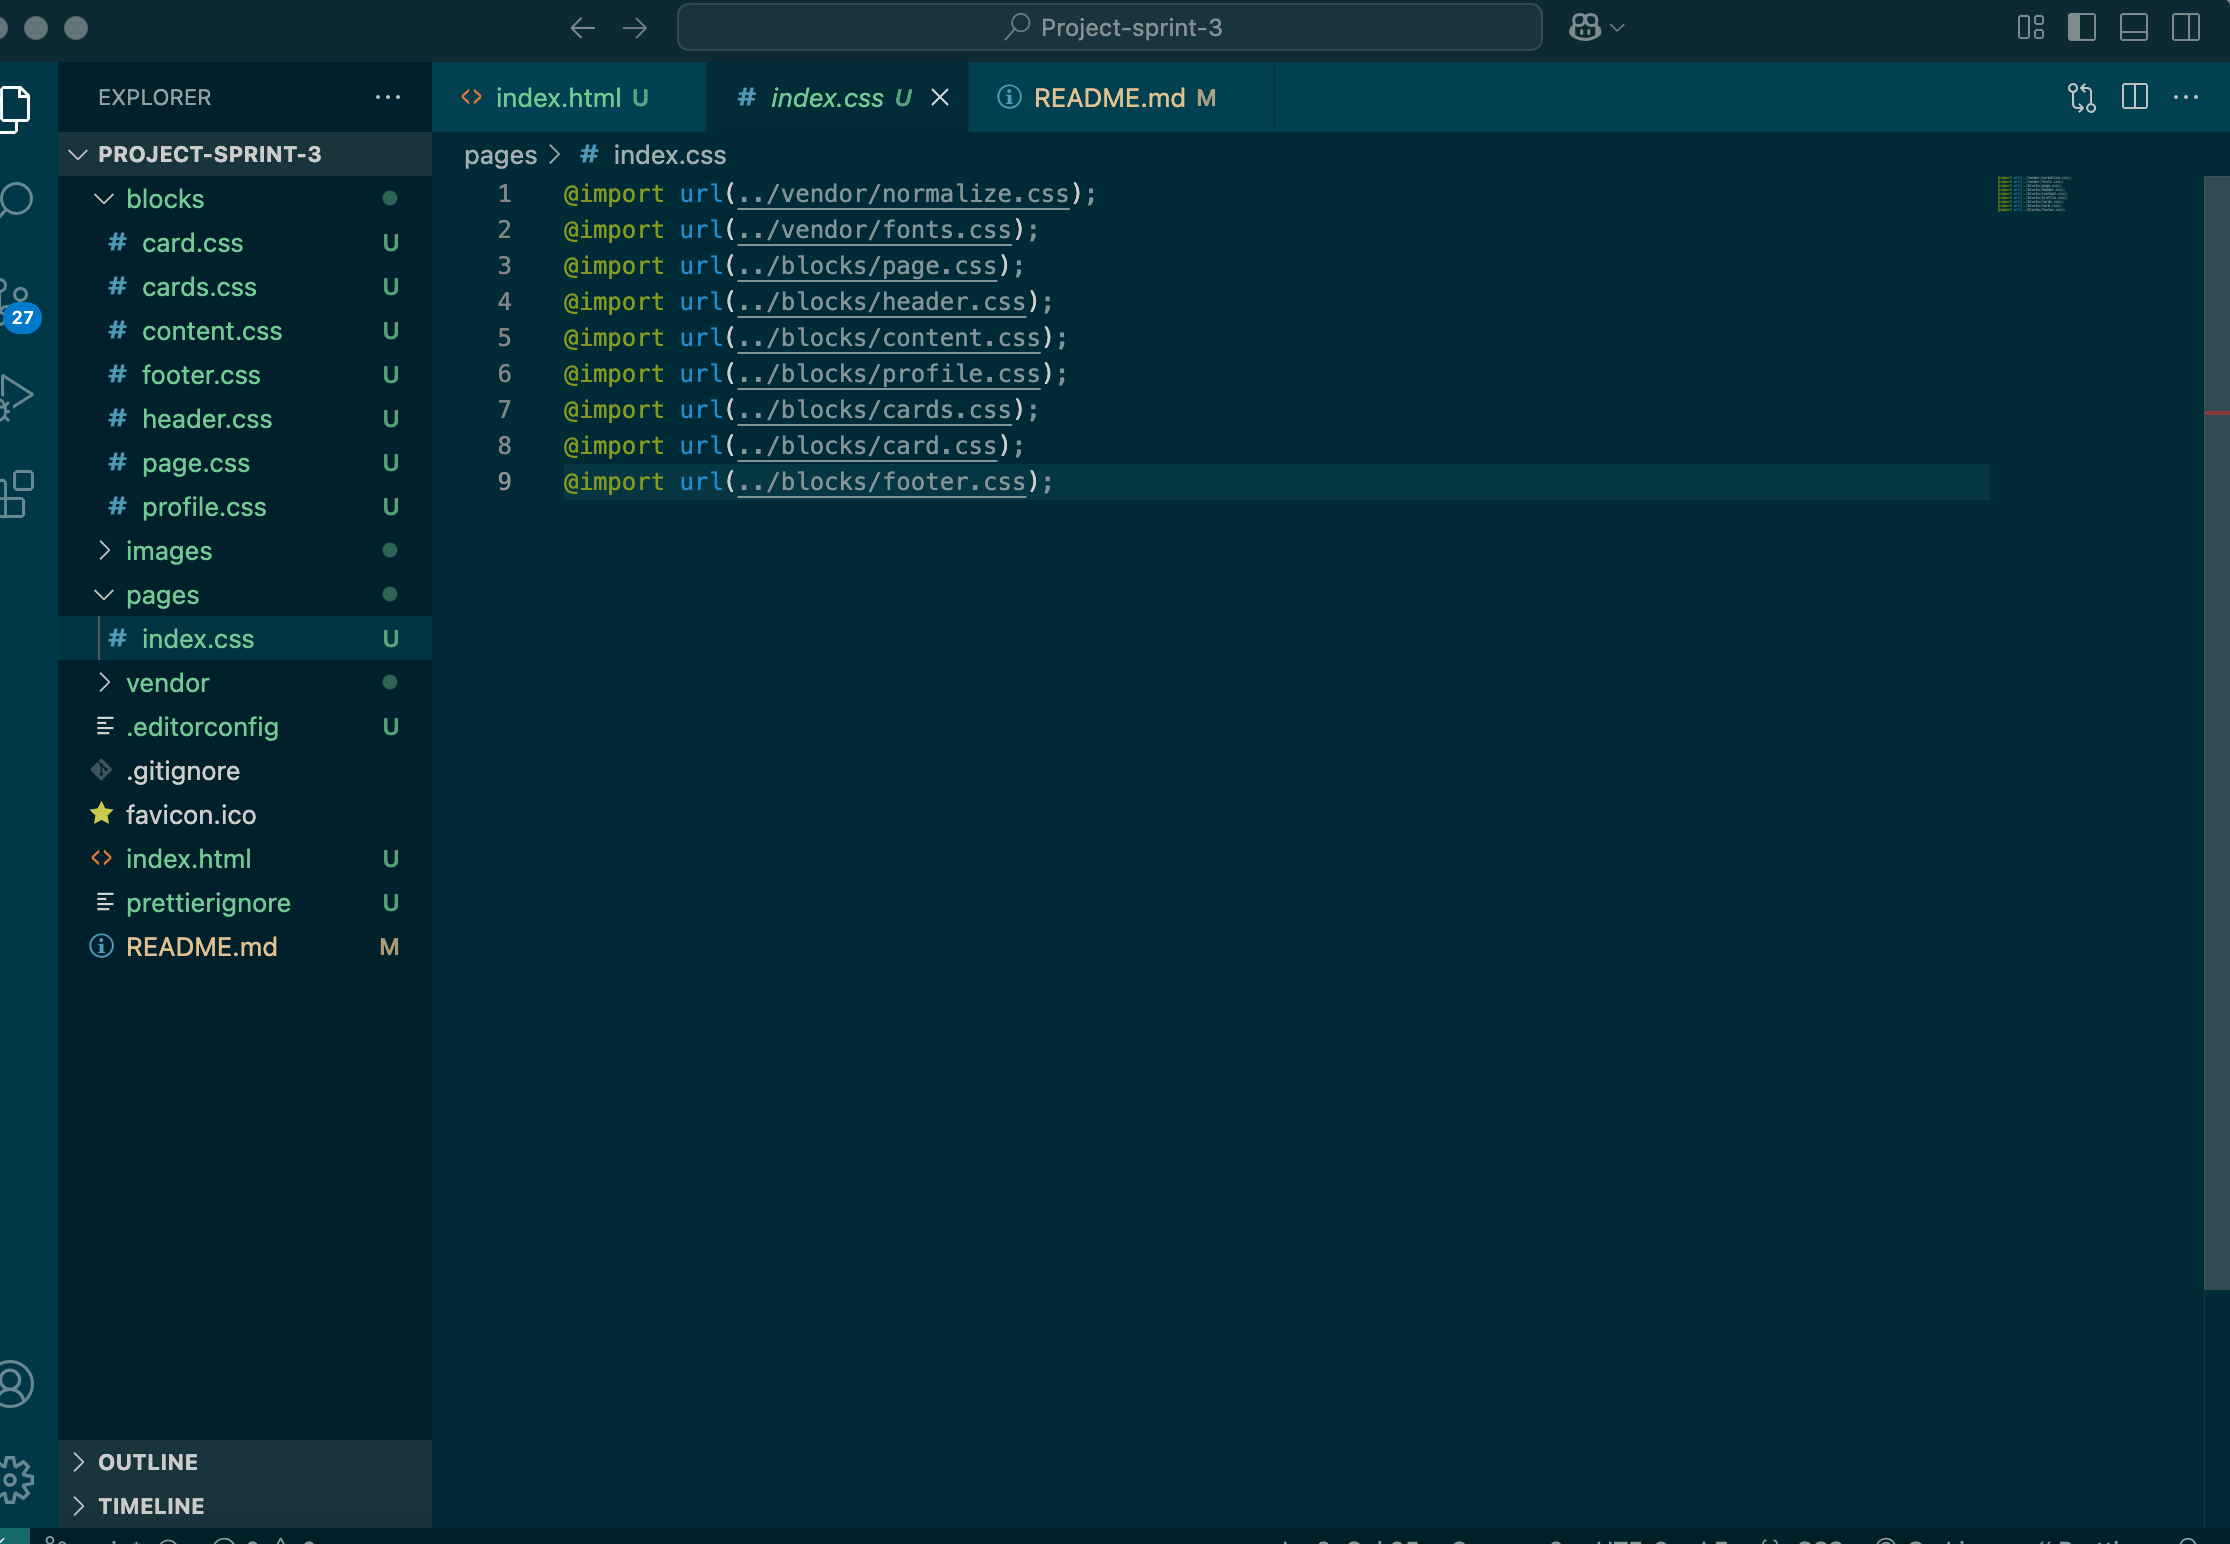 Project-sprint-3
EXPLORER
index.html U
index.css U
README.md M
PROJECT-SPRINT-3
pages > # index.css
blocks
# card.css U
# cards.css U
# content.css U
# footer.css U
# header.css U
# page.css U
# profile.css U
images
pages
# index.css U
vendor
.editorconfig U
.gitignore
favicon.ico
index.html U
prettierignore U
README.md M
27
1 @import url(../vendor/normalize.css);
2 @import url(../vendor/fonts.css);
3 @import url(../blocks/page.css);
4 @import url(../blocks/header.css);
5 @import url(../blocks/content.css);
6 @import url(../blocks/profile.css);
7 @import url(../blocks/cards.css);
8 @import url(../blocks/card.css);
9 @import url(../blocks/footer.css);
OUTLINE
TIMELINE